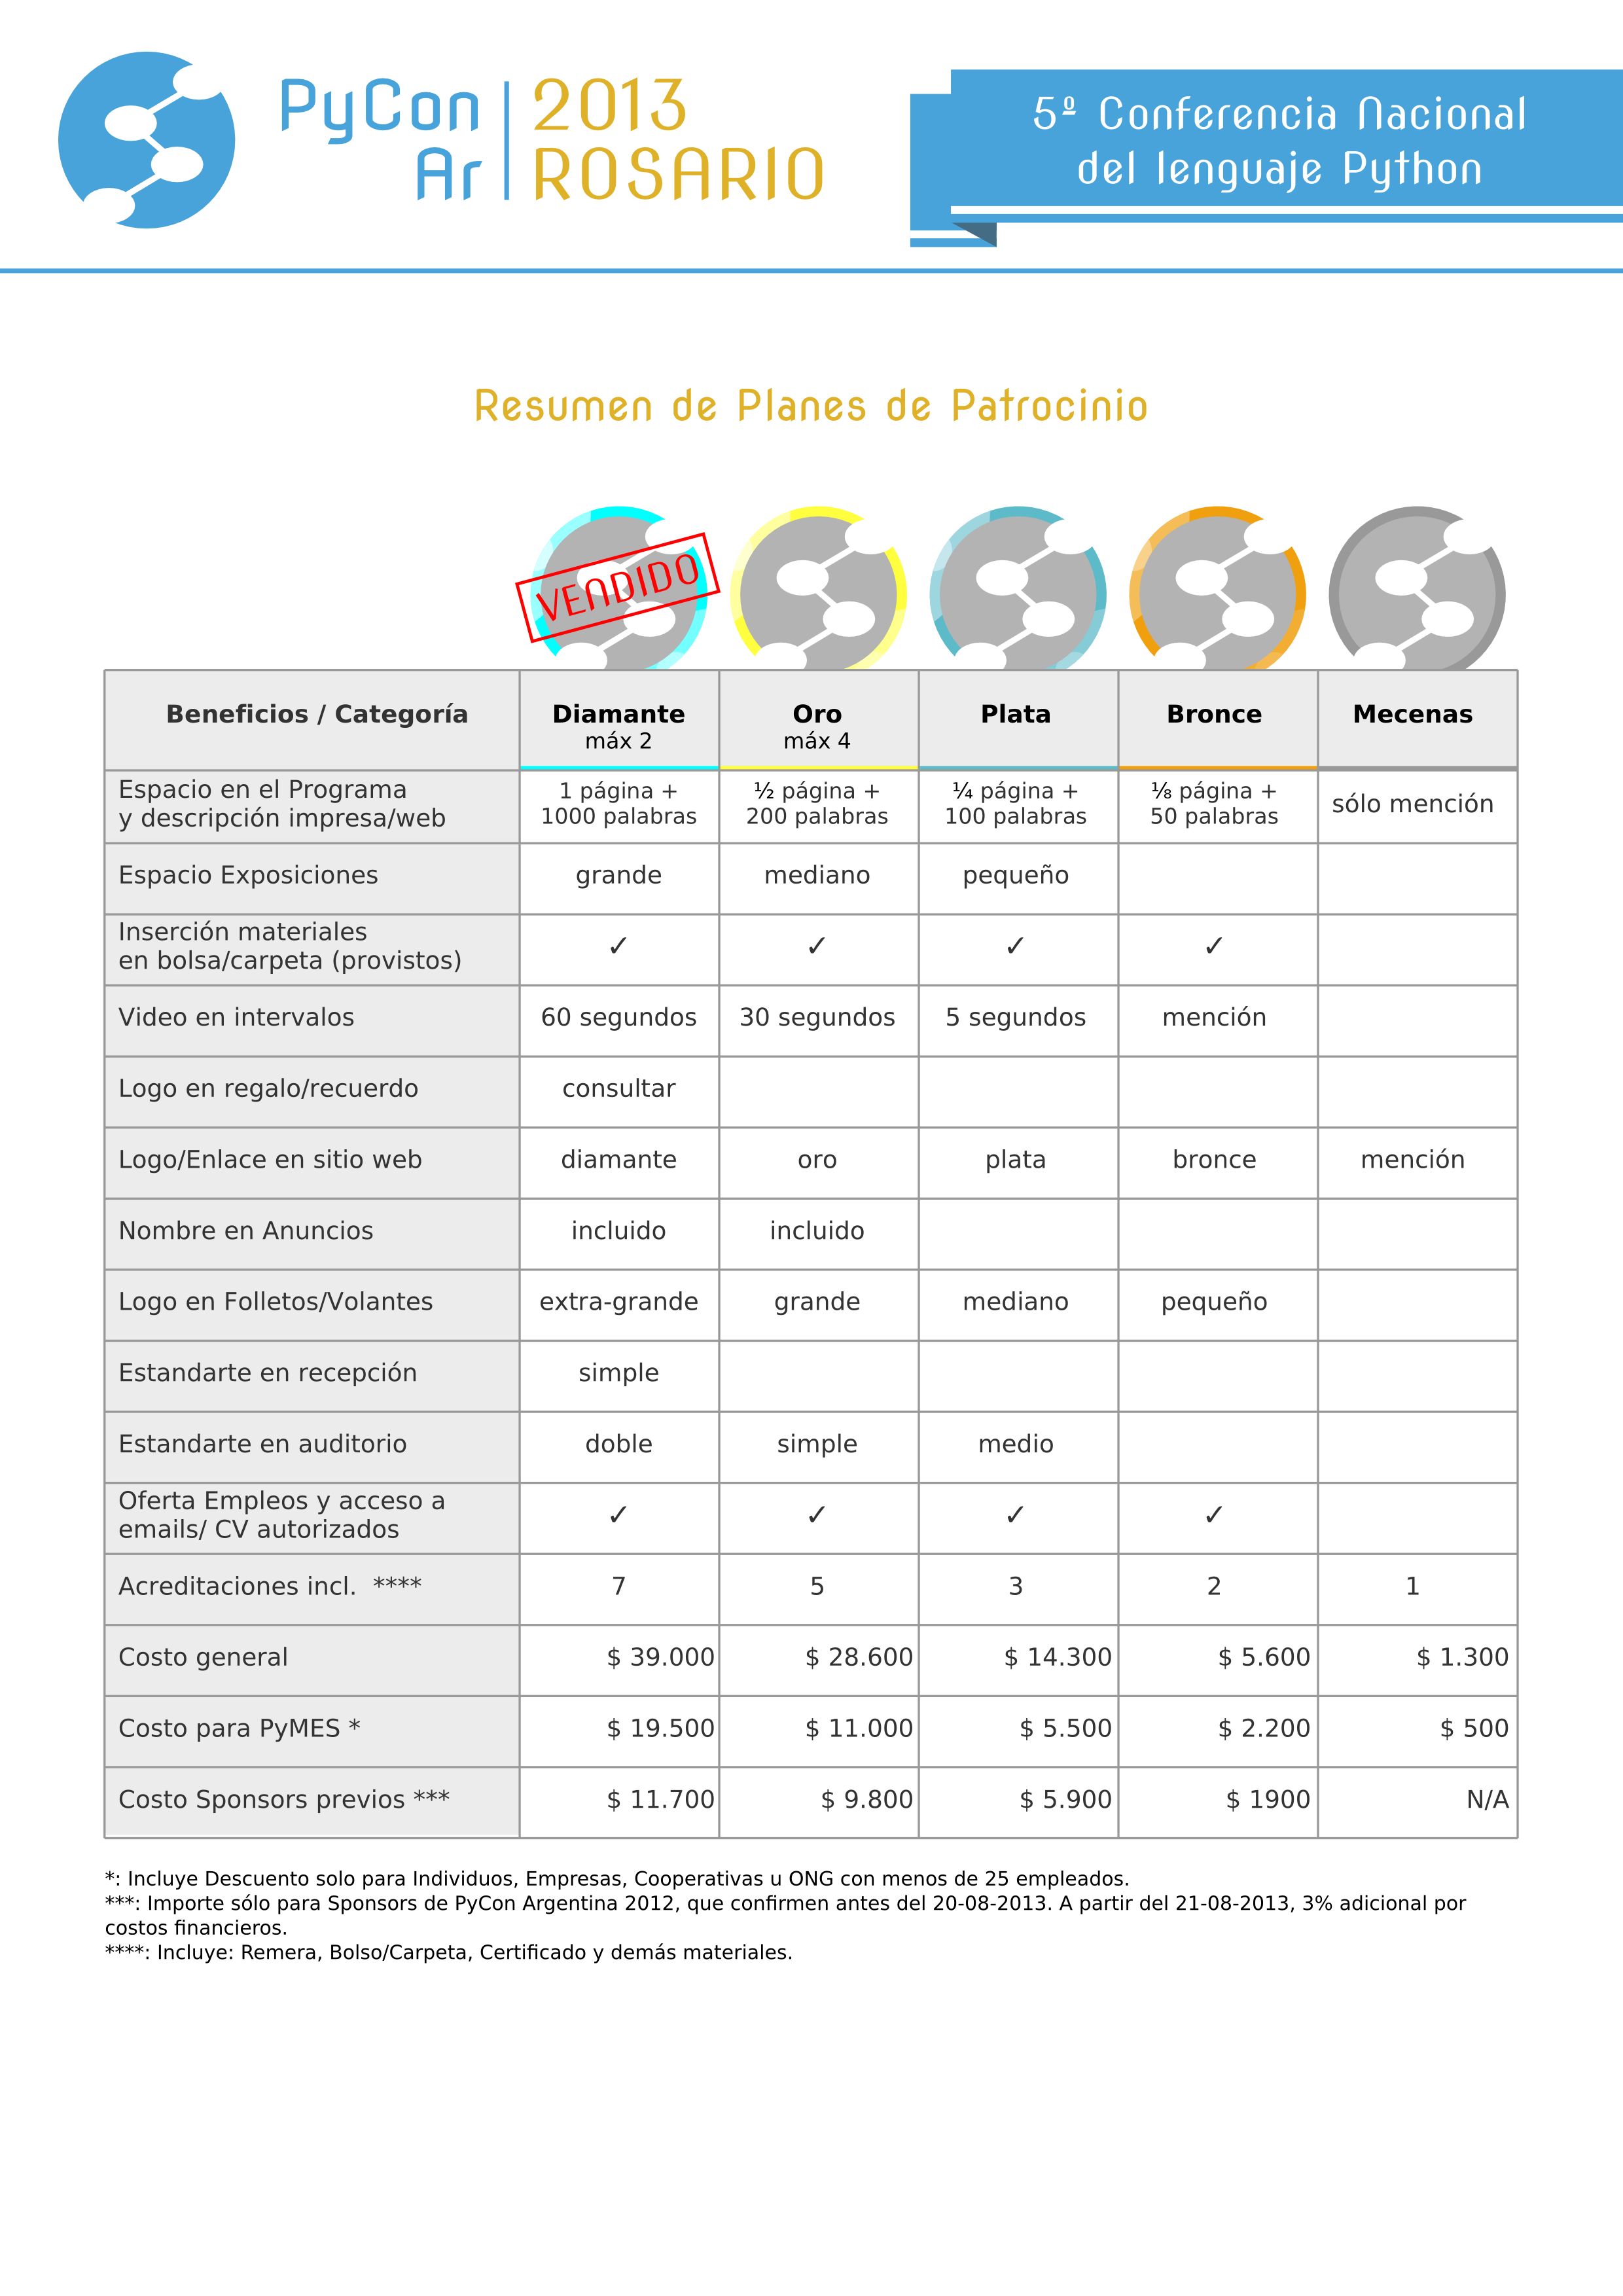 PyCon
Ar
2013
ROSARIO
5º Conferencia Nacional
del lenguaje Python
Resumen de Planes de Patrocinio
VENDIDO
Beneficios / Categoría Diamante Oro Plata Bronce Mecenas
máx 2 máx 4
Espacio en el Programa
y descripción impresa/web
1 página +
1000 palabras
½ página +
200 palabras
¼ página +
100 palabras
⅛ página +
50 palabras
sólo mención
Espacio Exposiciones grande mediano pequeño
Inserción materiales
en bolsa/carpeta (provistos)
✓ ✓ ✓ ✓
Video en intervalos 60 segundos 30 segundos 5 segundos mención
Logo en regalo/recuerdo consultar
Logo/Enlace en sitio web diamante oro plata bronce mención
Nombre en Anuncios incluido incluido
Logo en Folletos/Volantes extra-grande grande mediano pequeño
Estandarte en recepción simple
Estandarte en auditorio doble simple medio
Oferta Empleos y acceso a
emails/ CV autorizados
✓ ✓ ✓ ✓
Acreditaciones incl. **** 7 5 3 2 1
Costo general $ 39.000 $ 28.600 $ 14.300 $ 5.600 $ 1.300
Costo para PyMES * $ 19.500 $ 11.000 $ 5.500 $ 2.200 $ 500
Costo Sponsors previos *** $ 11.700 $ 9.800 $ 5.900 $ 1900 N/A
*: Incluye Descuento solo para Individuos, Empresas, Cooperativas u ONG con menos de 25 empleados.
***: Importe sólo para Sponsors de PyCon Argentina 2012, que confirmen antes del 20-08-2013. A partir del 21-08-2013, 3% adicional por
costos financieros.
****: Incluye: Remera, Bolso/Carpeta, Certificado y demás materiales.